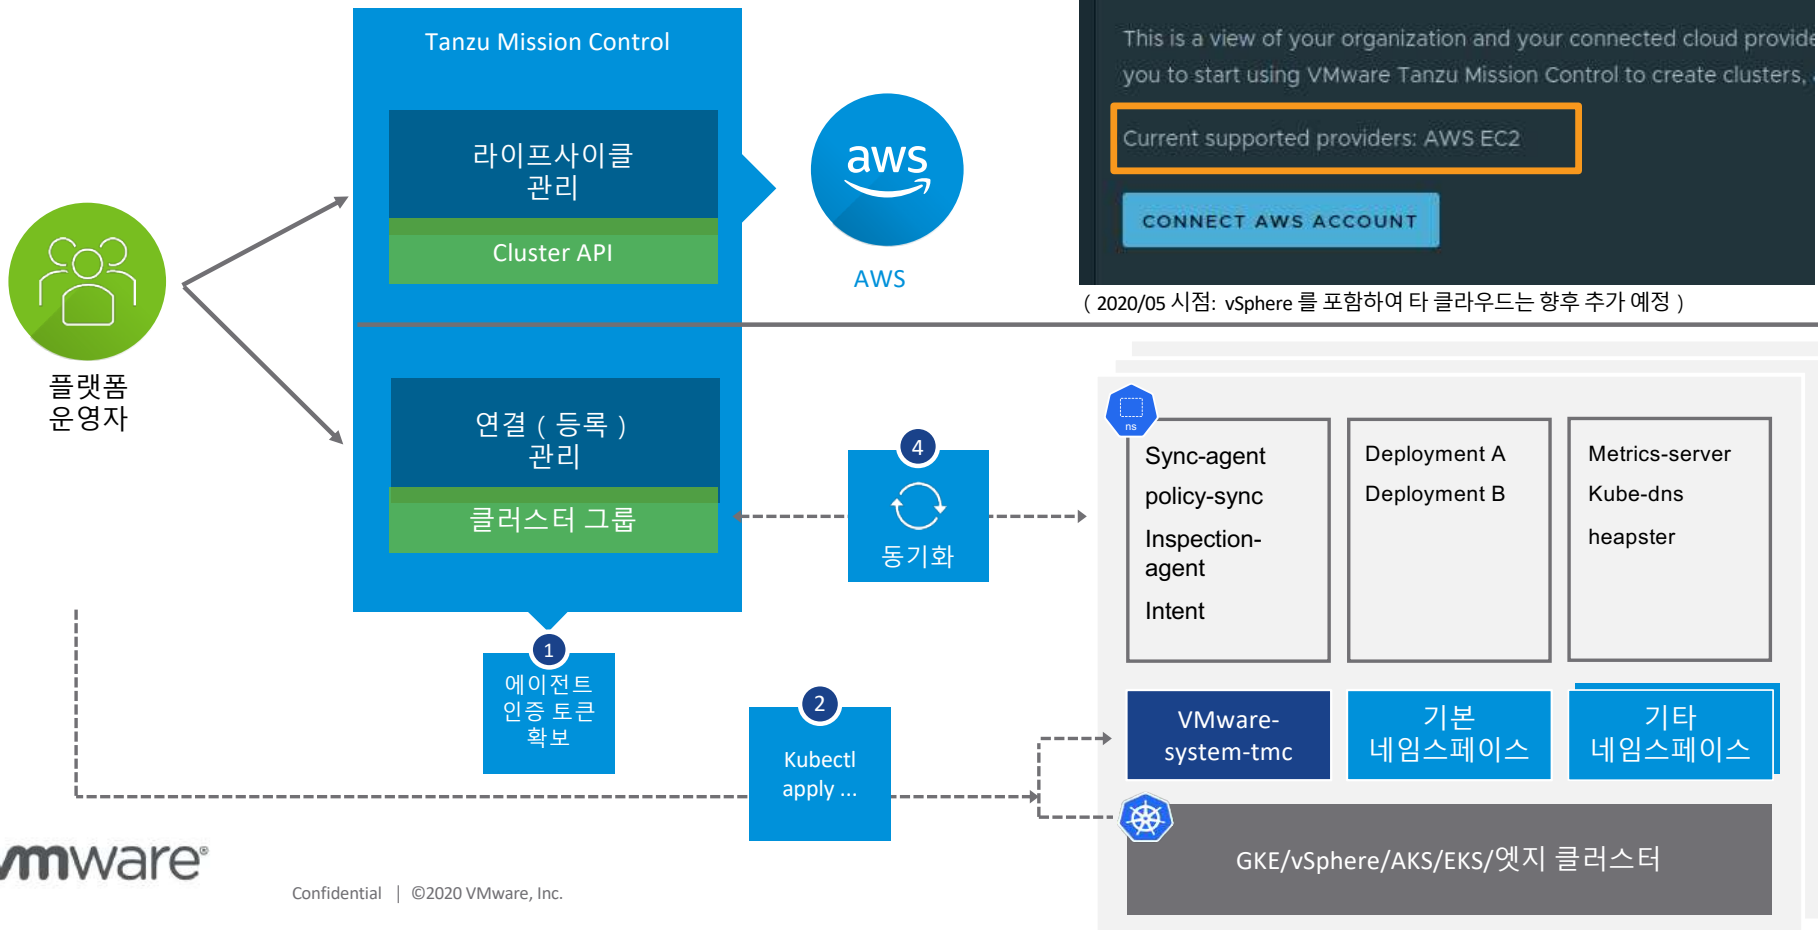 Tanzu Mission Control
라이프사이클
관리
Cluster API
aws
AWS
This is a view of your organization and your connected cloud provide
you to start using VMware Tanzu Mission Control to create clusters,
Current supported providers: AWS EC2
CONNECT AWS ACCOUNT
( 2020/05 시점: vSphere 를 포함하여 타 클라우드는 향후 추가 예정 )
플랫폼
운영자
연결 ( 등록 )
관리
클러스터 그룹
4
동기화
1
에이전트
인증 토큰
확보
2
Kubectl
apply ...
ns
Sync-agent
policy-sync
Inspection-
agent
Intent
Deployment A
Deployment B
Metrics-server
Kube-dns
heapster
VMware-
system-tmc
기본
네임스페이스
기타
네임스페이스
GKE/vSphere/AKS/EKS/엣지 클러스터
vmware®
Confidential | ©2020 VMware, Inc.